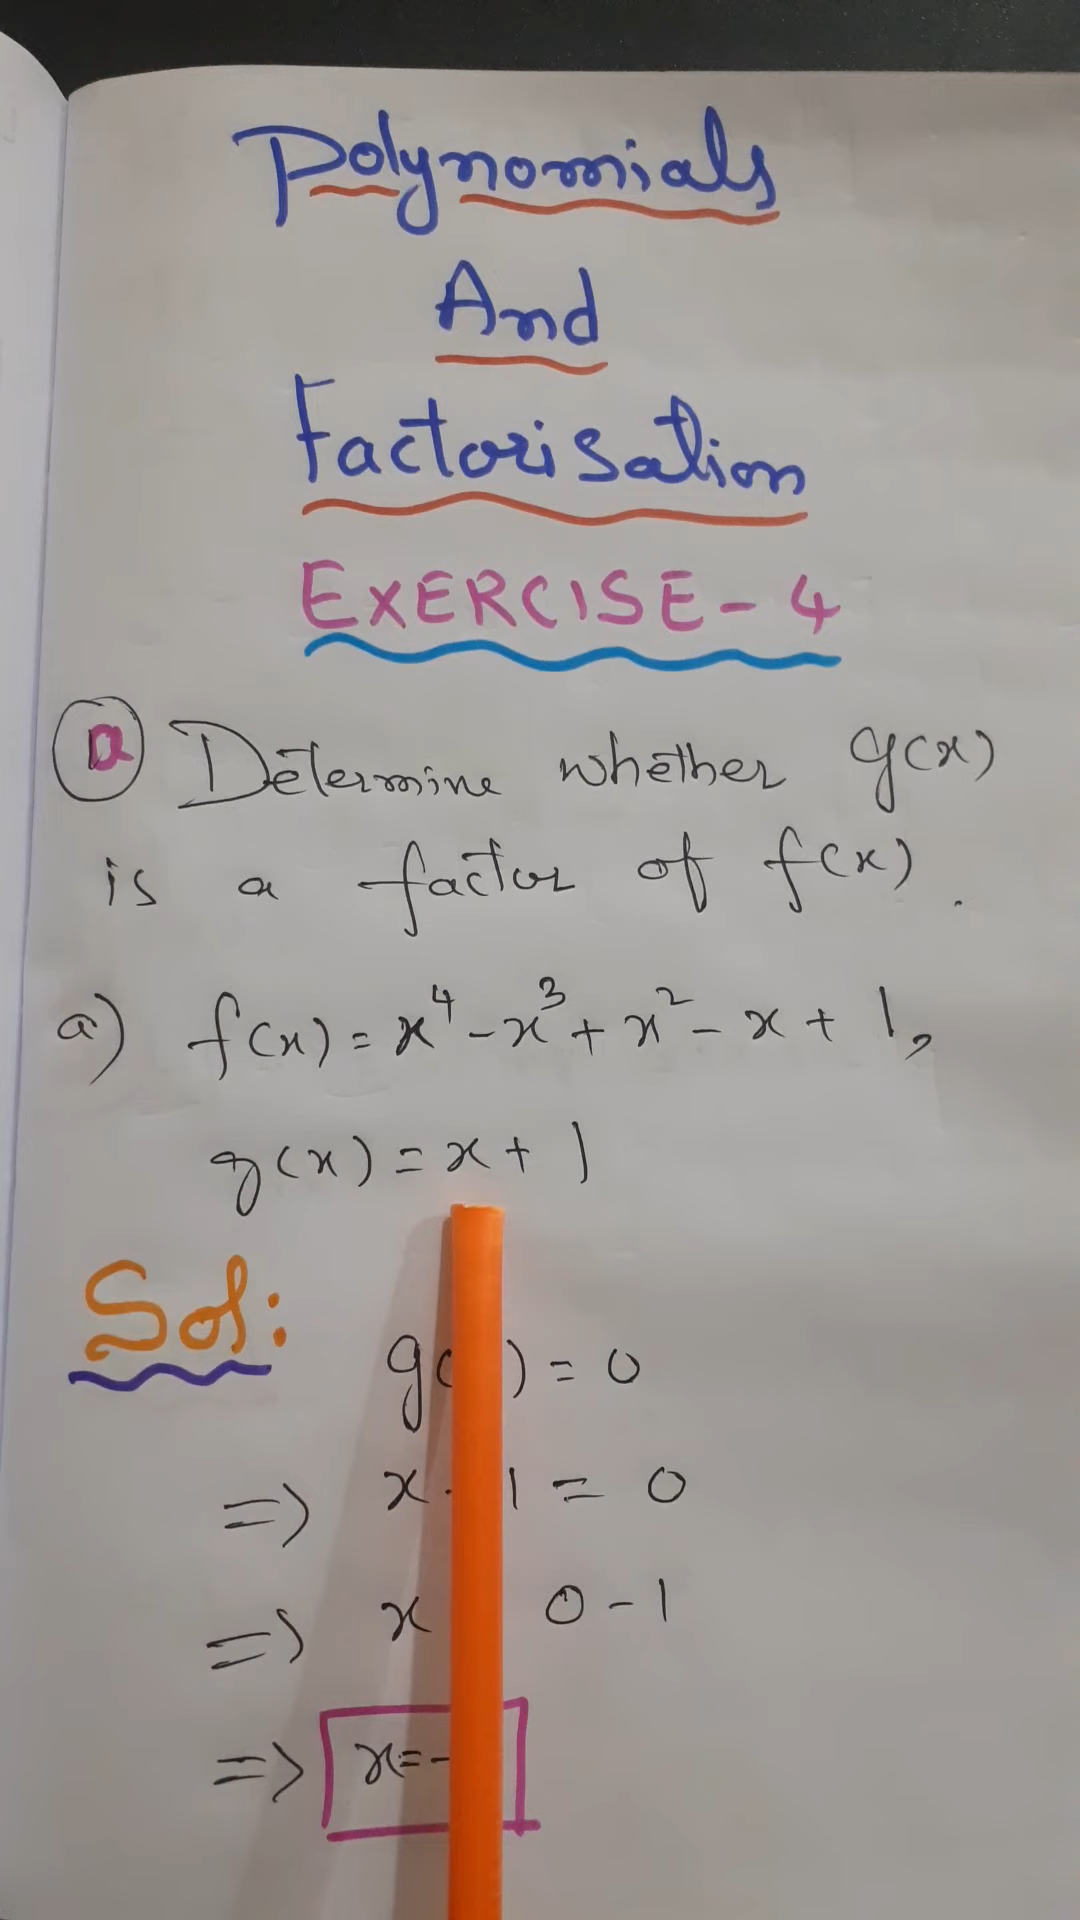 Polynomials
And
Factorisation
EXERCISE-4
Q Determine whether g(x)
is a factor of f(x).
a) f(x) = x⁴ - x³ + x² - x + 1,
g(x) = x + 1
Sol:
g( ) = 0
=> x 1 = 0
=> x 0 - 1
=> x = -